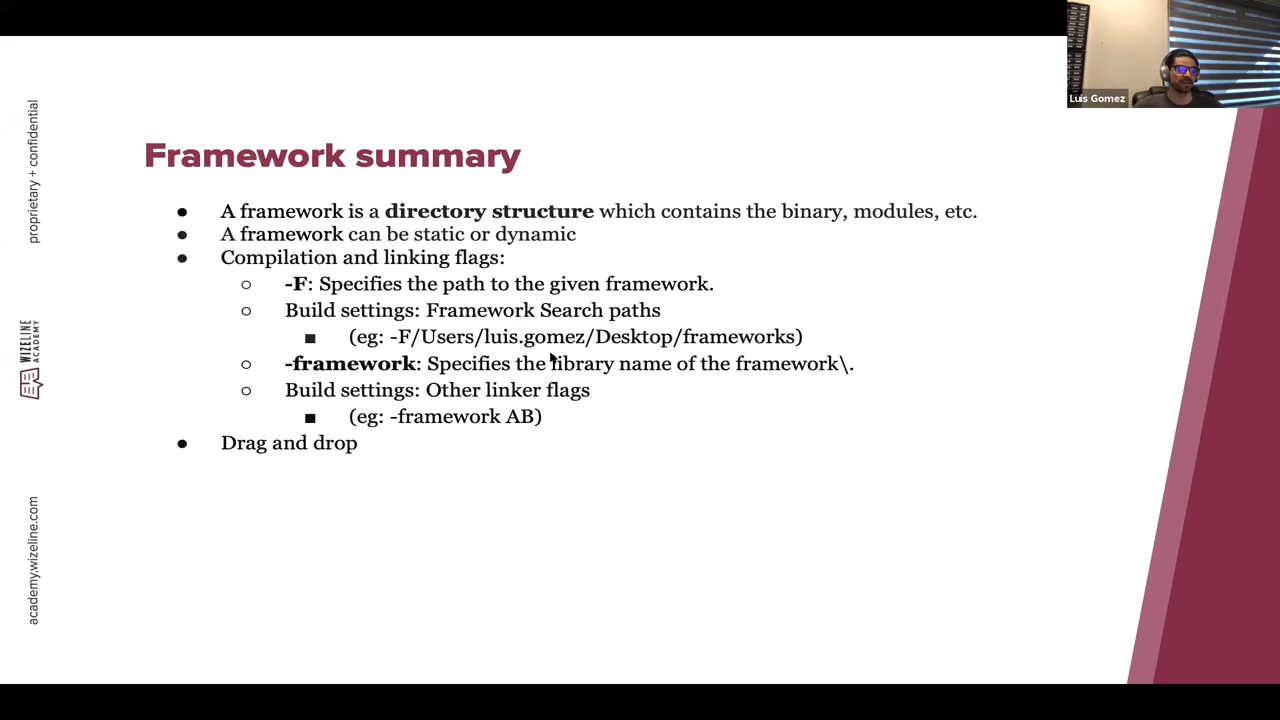 Luis Gomez
proprietary + confidential
WIZELINE
ACADEMY
academy.wizeline.com
Framework summary
● A framework is a directory structure which contains the binary, modules, etc.
● A framework can be static or dynamic
● Compilation and linking flags:
○ -F: Specifies the path to the given framework.
○ Build settings: Framework Search paths
■ (eg: -F/Users/luis.gomez/Desktop/frameworks)
○ -framework: Specifies the library name of the framework\.
○ Build settings: Other linker flags
■ (eg: -framework AB)
● Drag and drop